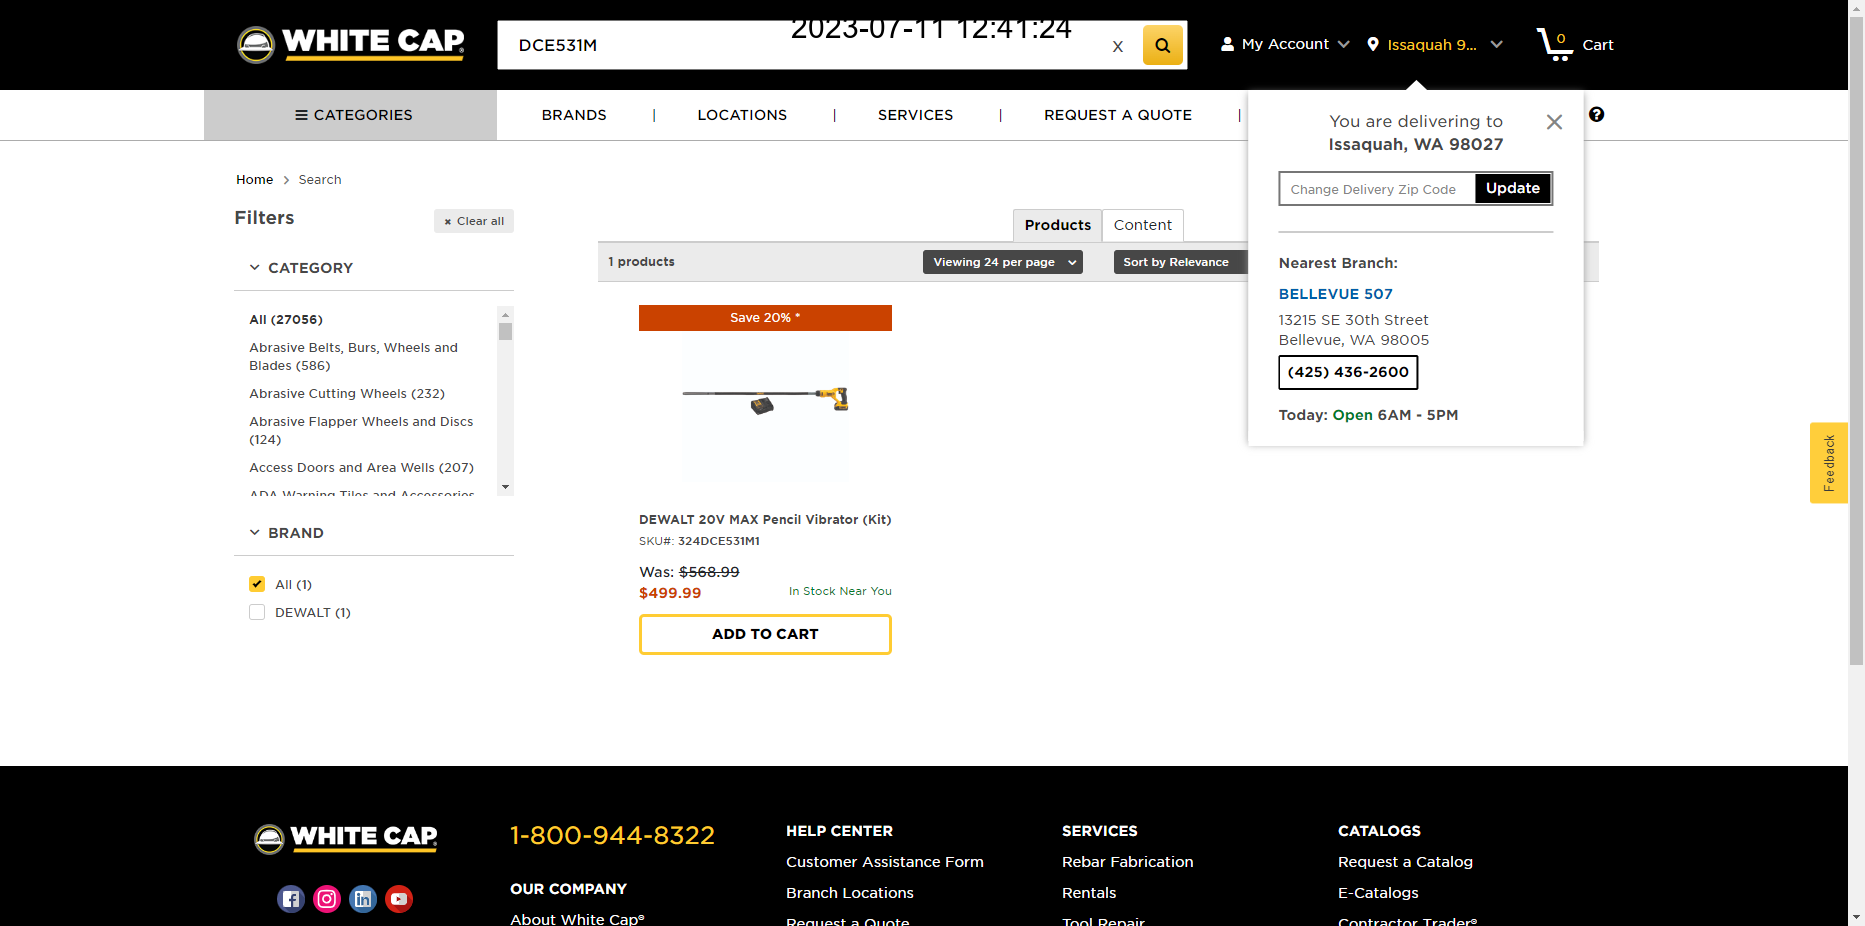 WHITE CAP
DCE531M
2023-07-11 12:41:24
X
My Account
Issaquah 9...
0
Cart
CATEGORIES
BRANDS
LOCATIONS
SERVICES
REQUEST A QUOTE
You are delivering to
Issaquah, WA 98027
Change Delivery Zip Code
Update
Nearest Branch:
BELLEVUE 507
13215 SE 30th Street
Bellevue, WA 98005
(425) 436-2600
Today: Open 6AM - 5PM
Home > Search
Filters
Clear all
CATEGORY
All (27056)
Abrasive Belts, Burs, Wheels and
Blades (586)
Abrasive Cutting Wheels (232)
Abrasive Flapper Wheels and Discs
(124)
Access Doors and Area Wells (207)
ADA Warning Tiles and Accessories
BRAND
All (1)
DEWALT (1)
Products
Content
1 products
Viewing 24 per page
Sort by Relevance
Save 20% *
DEWALT 20V MAX Pencil Vibrator (Kit)
SKU#: 324DCE531M1
Was: $568.99
$499.99
In Stock Near You
ADD TO CART
Feedback
WHITE CAP
1-800-944-8322
OUR COMPANY
About White Cap®
HELP CENTER
Customer Assistance Form
Branch Locations
Request a Quote
SERVICES
Rebar Fabrication
Rentals
Tool Repair
CATALOGS
Request a Catalog
E-Catalogs
Contractor Trader®